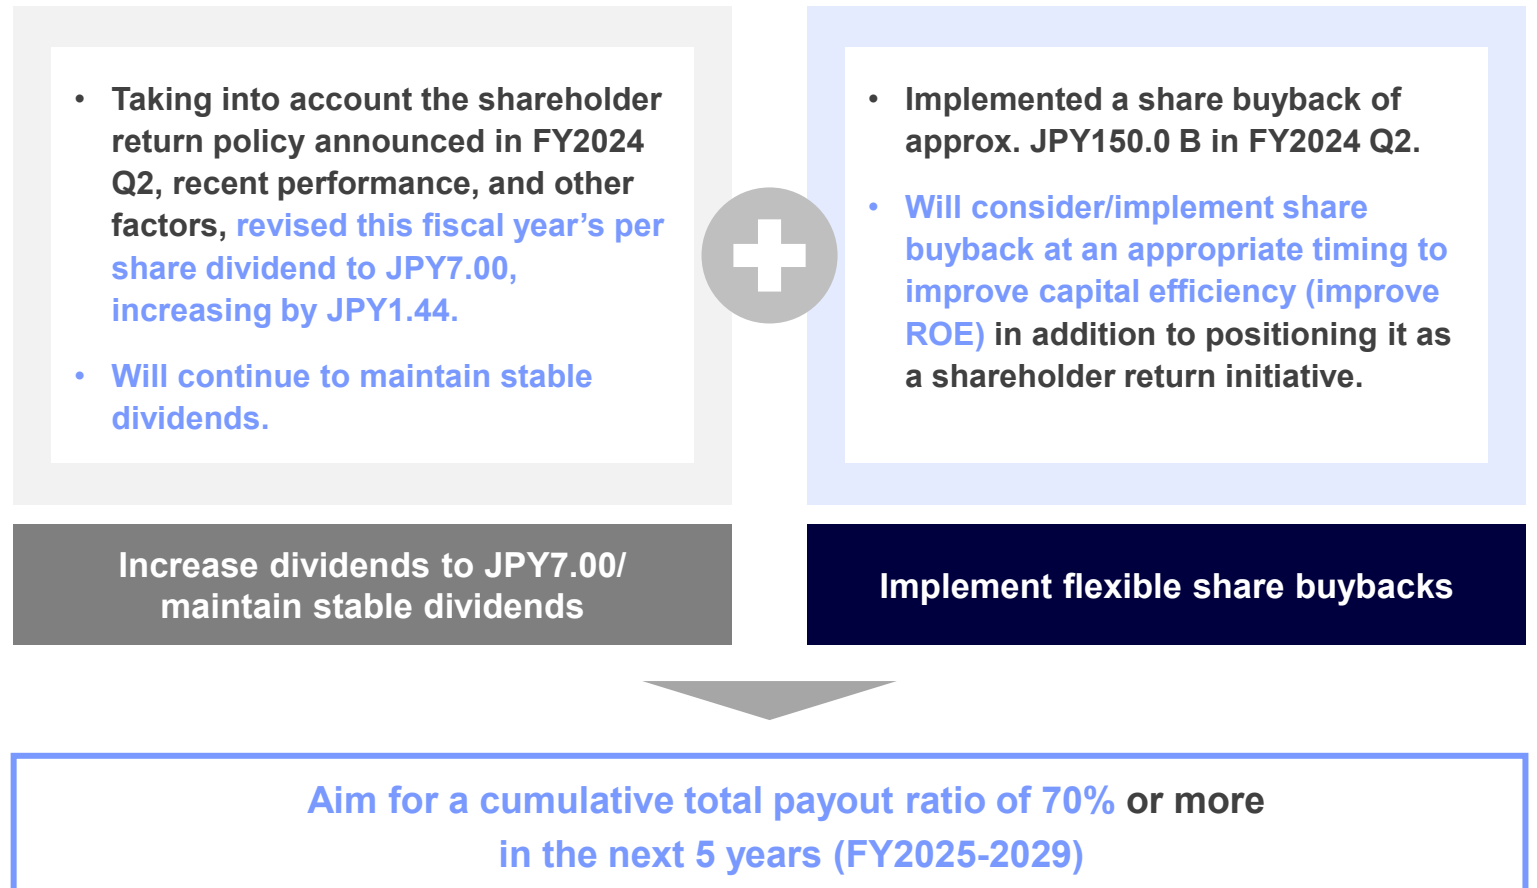 • Taking into account the shareholder
return policy announced in FY2024
Q2, recent performance, and other
factors, revised this fiscal year’s per
share dividend to JPY7.00,
increasing by JPY1.44.
• Will continue to maintain stable
dividends.
Increase dividends to JPY7.00/
maintain stable dividends
• Implemented a share buyback of
approx. JPY150.0 B in FY2024 Q2.
• Will consider/implement share
buyback at an appropriate timing to
improve capital efficiency (improve
ROE) in addition to positioning it as
a shareholder return initiative.
Implement flexible share buybacks
Aim for a cumulative total payout ratio of 70% or more
in the next 5 years (FY2025-2029)